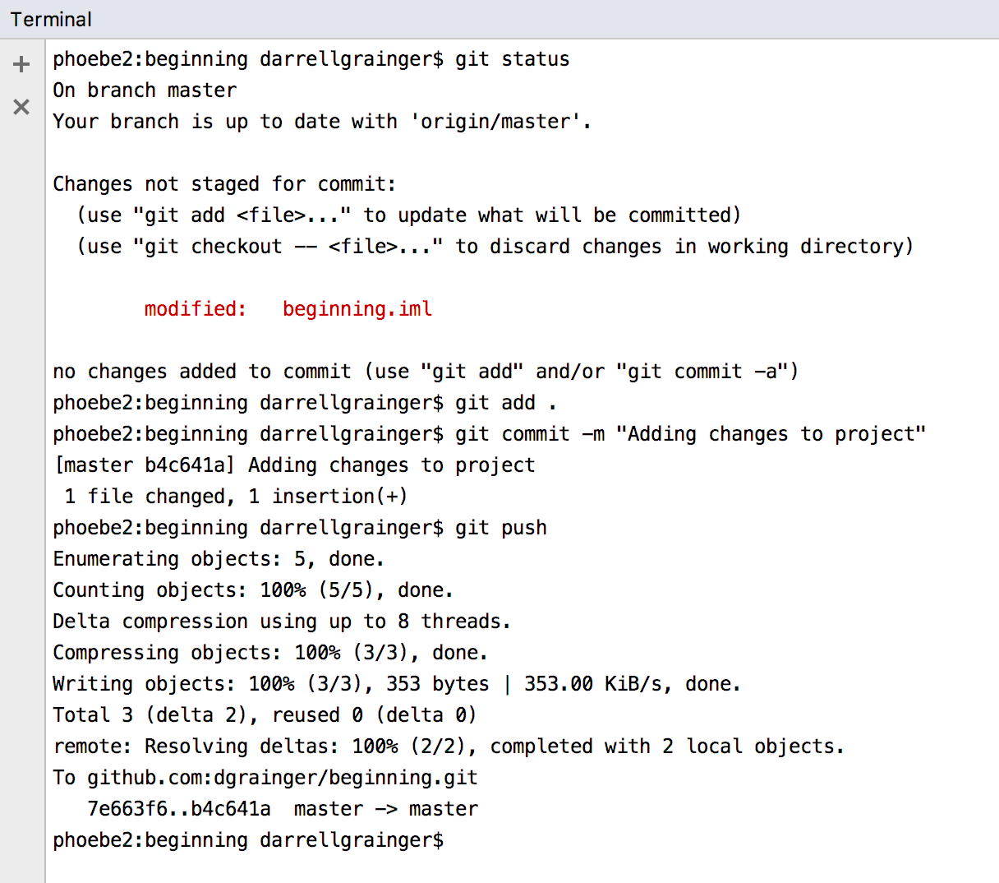 Terminal
phoebe2:beginning darrellgrainger$ git status
On branch master
Your branch is up to date with 'origin/master'.
Changes not staged for commit:
  (use "git add <file>..." to update what will be committed)
  (use "git checkout -- <file>..." to discard changes in working directory)
        modified:   beginning.iml
no changes added to commit (use "git add" and/or "git commit -a")
phoebe2:beginning darrellgrainger$ git add .
phoebe2:beginning darrellgrainger$ git commit -m "Adding changes to project"
[master b4c641a] Adding changes to project
 1 file changed, 1 insertion(+)
phoebe2:beginning darrellgrainger$ git push
Enumerating objects: 5, done.
Counting objects: 100% (5/5), done.
Delta compression using up to 8 threads.
Compressing objects: 100% (3/3), done.
Writing objects: 100% (3/3), 353 bytes | 353.00 KiB/s, done.
Total 3 (delta 2), reused 0 (delta 0)
remote: Resolving deltas: 100% (2/2), completed with 2 local objects.
To github.com:dgrainger/beginning.git
   7e663f6..b4c641a  master -> master
phoebe2:beginning darrellgrainger$